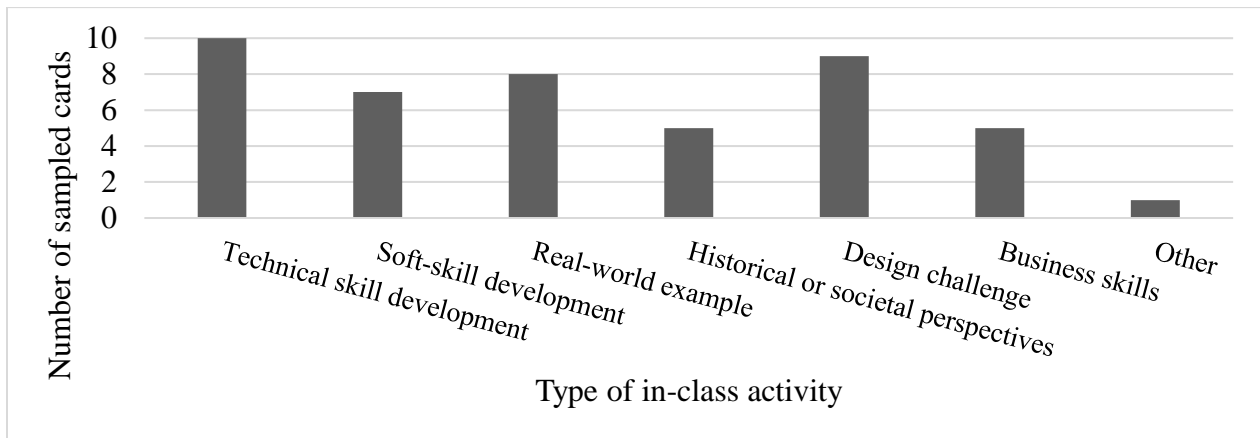 Number of sampled cards
10
8
6
4
2
0
Technical skill development
Soft-skill development
Real-world example
Historical or societal perspectives
Design challenge
Business skills
Other
Type of in-class activity